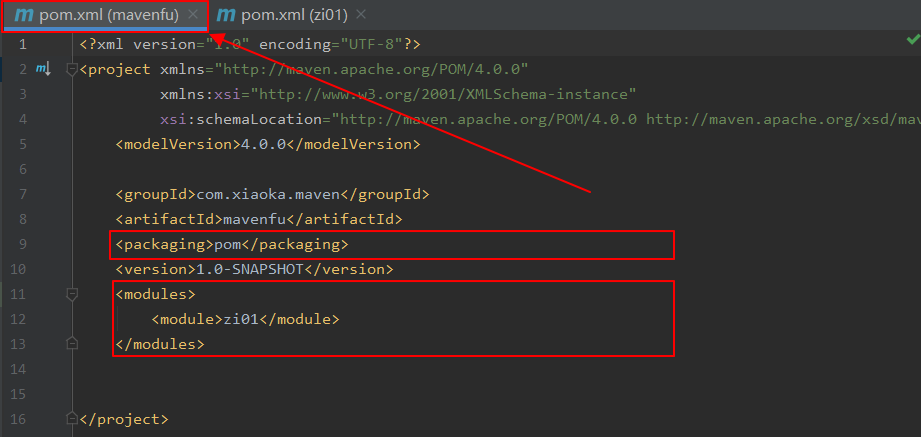 pom.xml (mavenfu) × pom.xml (zi01) ×
1 <?xml version="1.0" encoding="UTF-8"?>
2 <project xmlns="http://maven.apache.org/POM/4.0.0"
3 xmlns:xsi="http://www.w3.org/2001/XMLSchema-instance"
4 xsi:schemaLocation="http://maven.apache.org/POM/4.0.0 http://maven.apache.org/xsd/mav
5 <modelVersion>4.0.0</modelVersion>
6
7 <groupId>com.xiaoka.maven</groupId>
8 <artifactId>mavenfu</artifactId>
9 <packaging>pom</packaging>
10 <version>1.0-SNAPSHOT</version>
11 <modules>
12 <module>zi01</module>
13 </modules>
14
15
16 </project>